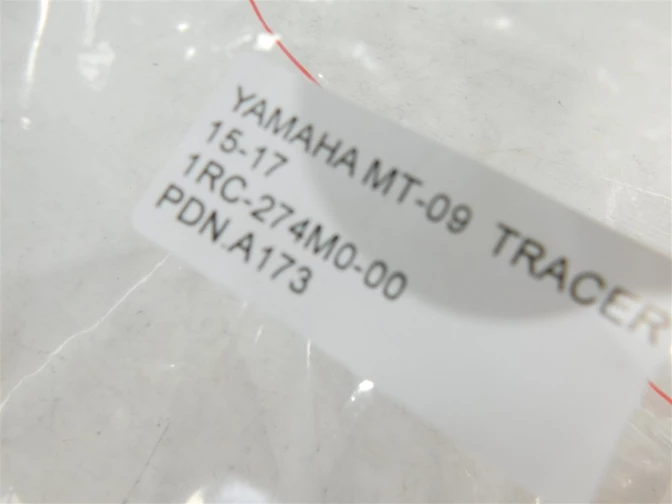 YAMAHA MT-09 TRACER
15-17
1RC-274M0-00
PDN.A173